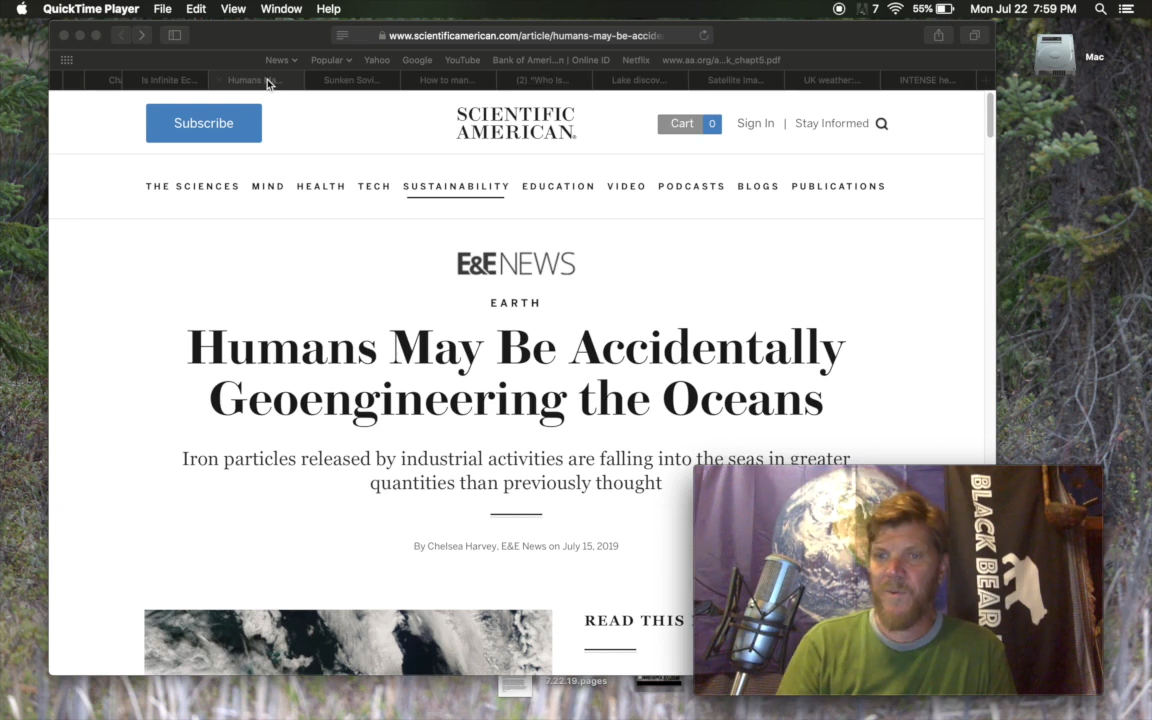 QuickTime Player File Edit View Window Help 7 55% Mon Jul 22 7:59 PM
www.scientificamerican.com/article/humans-may-be-accide
Mac
News Popular Yahoo Google YouTube Bank of Ameri...n | Online ID Netflix www.aa.org/a...k_chapt5.pdf
Ch Is Infinite Ec... Humans Ma... Sunken Sovi... How to man... (2) "Who Is... Lake discov... Satellite Ima... UK weather:... INTENSE he...
Subscribe
SCIENTIFIC
AMERICAN
Cart 0 Sign In | Stay Informed
THE SCIENCES MIND HEALTH TECH SUSTAINABILITY EDUCATION VIDEO PODCASTS BLOGS PUBLICATIONS
E&E NEWS
EARTH
Humans May Be Accidentally
Geoengineering the Oceans
Iron particles released by industrial activities are falling into the seas in greater
quantities than previously thought
By Chelsea Harvey, E&E News on July 15, 2019
READ THIS
BLACK BEAR
7.22.19.pages